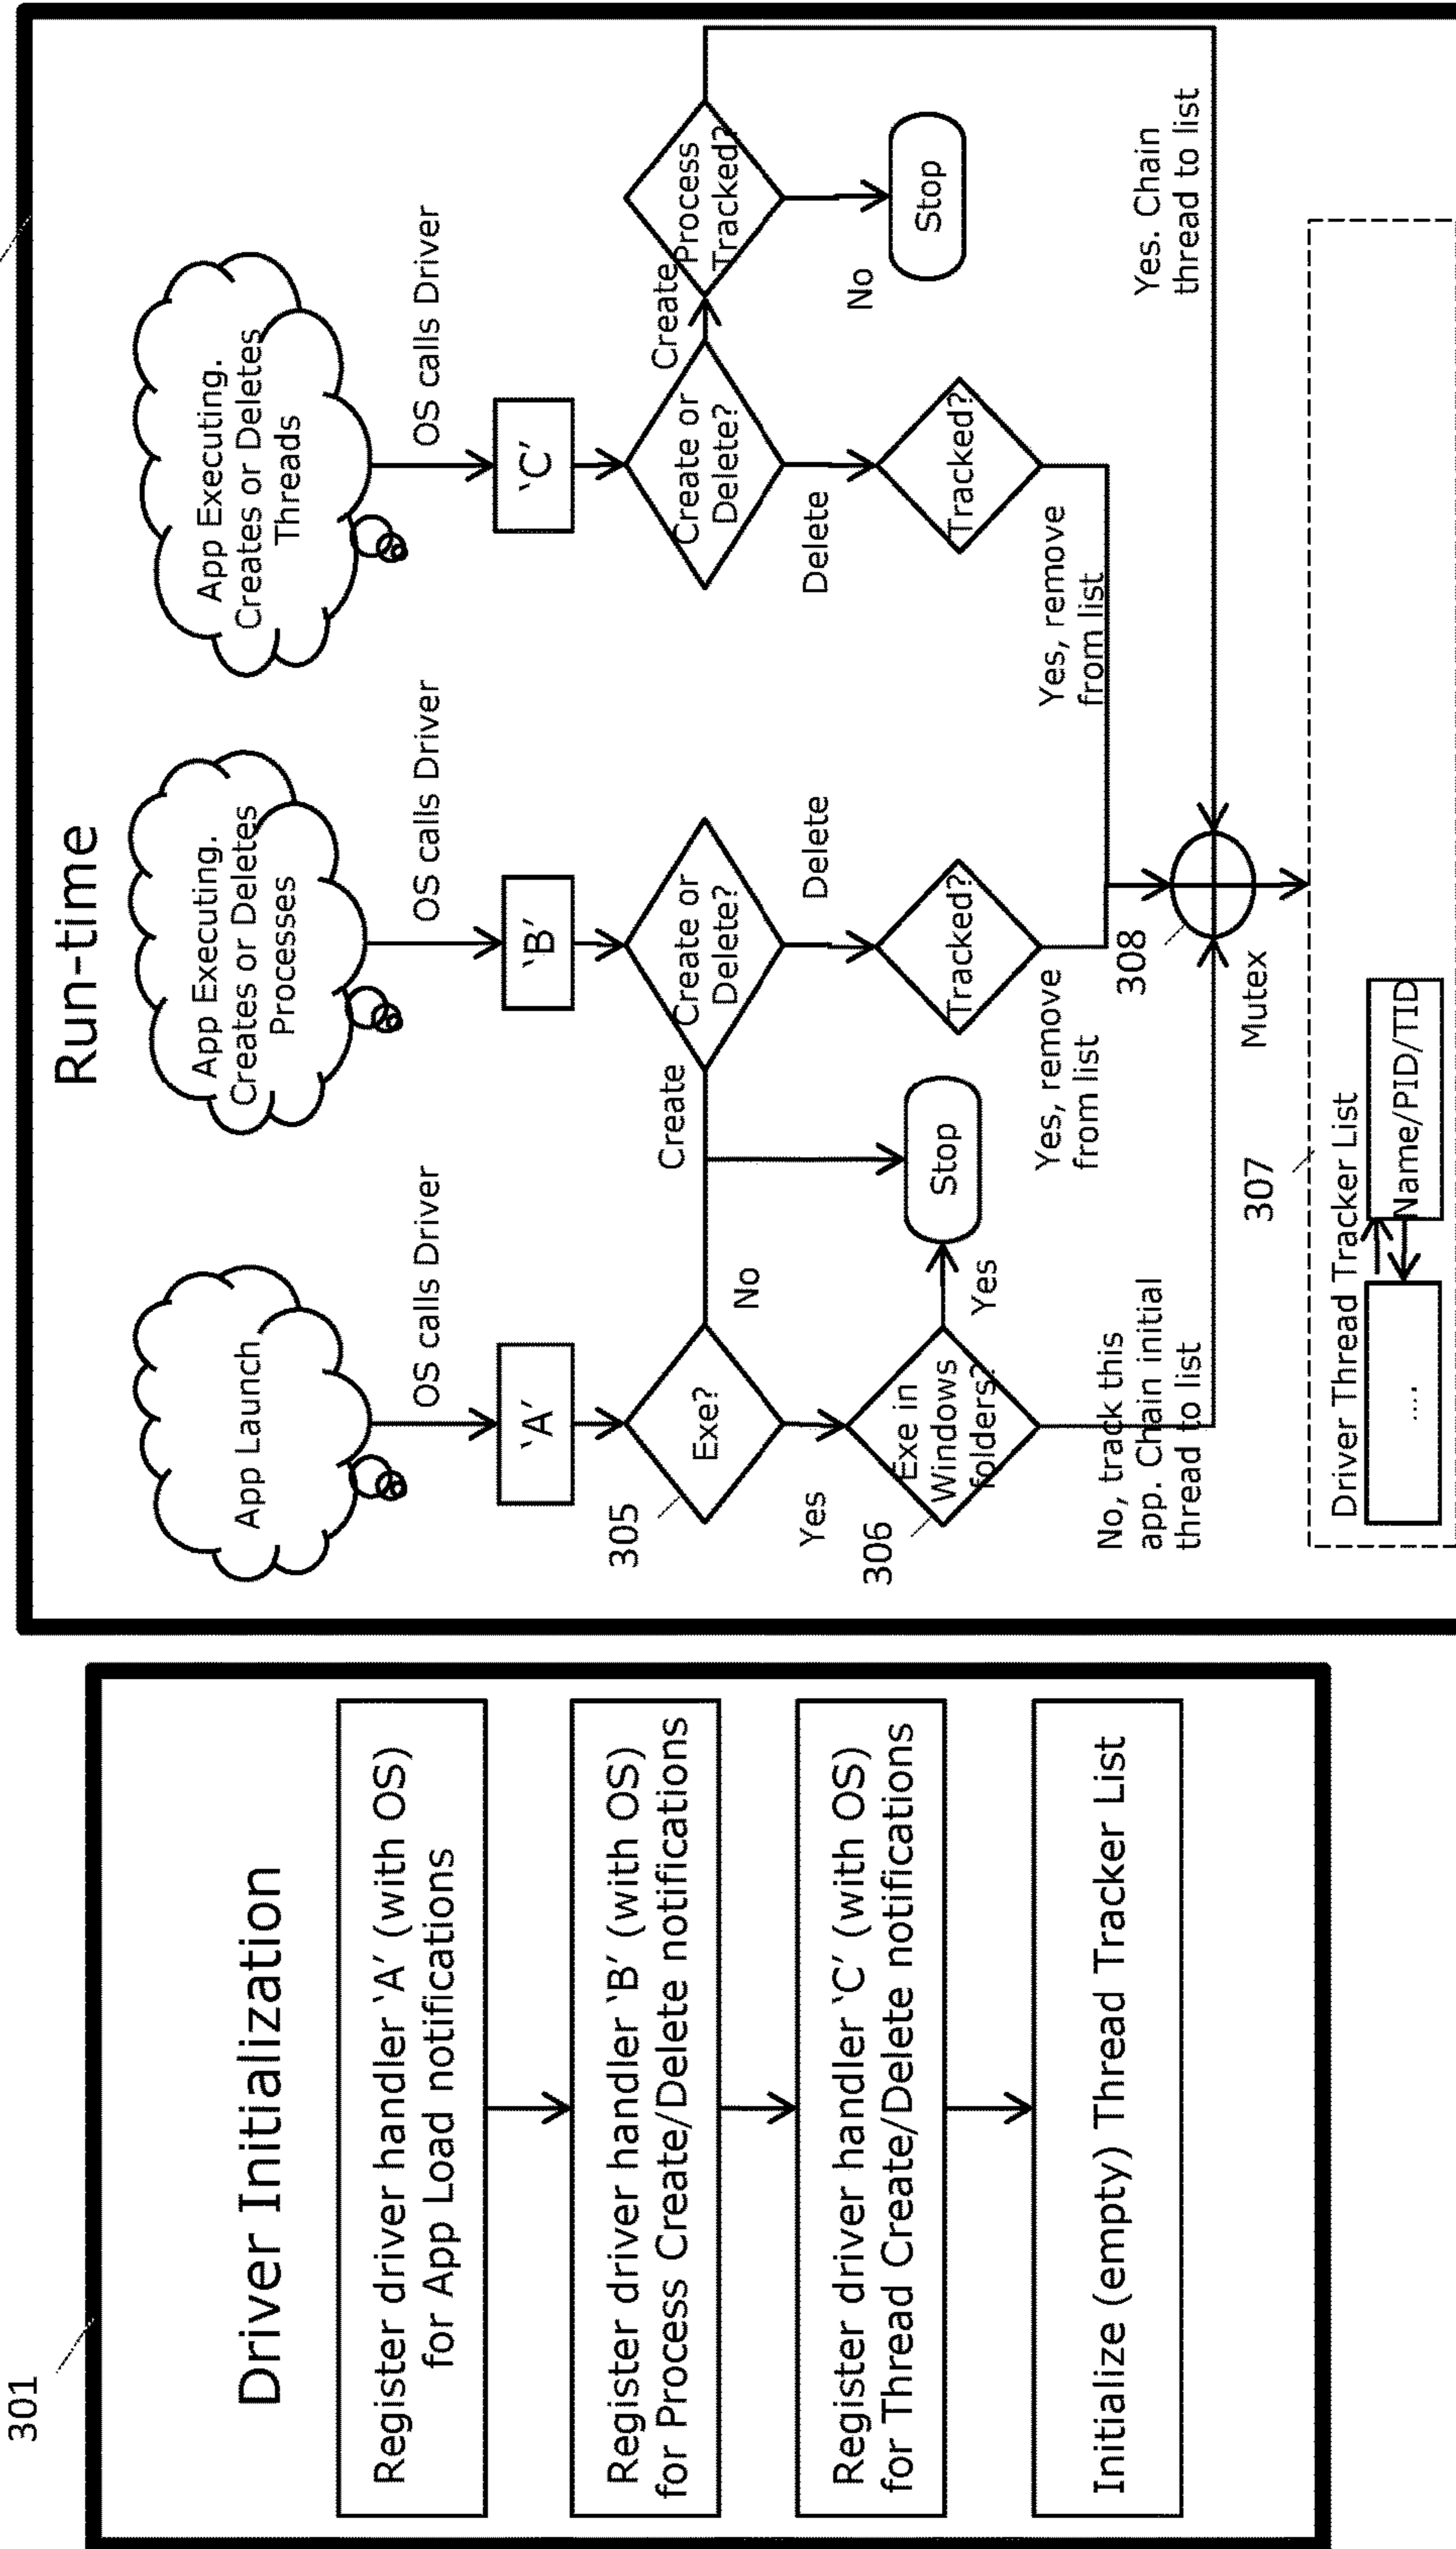 301
Driver Initialization
Register driver handler ‘A’ (with OS)
for App Load notifications
Register driver handler ‘B’ (with OS)
for Process Create/Delete notifications
Register driver handler ‘C’ (with OS)
for Thread Create/Delete notifications
Initialize (empty) Thread Tracker List
Run-time
App Launch
OS calls Driver
‘A’
305
Exe?
No
Yes
306
Exe in
Windows
folders?
Yes
Stop
No, track this
app. Chain initial
thread to list
App Executing.
Creates or Deletes
Processes
OS calls Driver
‘B’
Create or
Delete?
Create
Delete
Tracked?
Yes, remove
from list
App Executing.
Creates or Deletes
Threads
OS calls Driver
‘C’
Create or
Delete?
Create
Delete
Process
Tracked?
No
Stop
Tracked?
Yes, remove
from list
Yes. Chain
thread to list
308
Mutex
307
Driver Thread Tracker List
....
Name/PID/TID